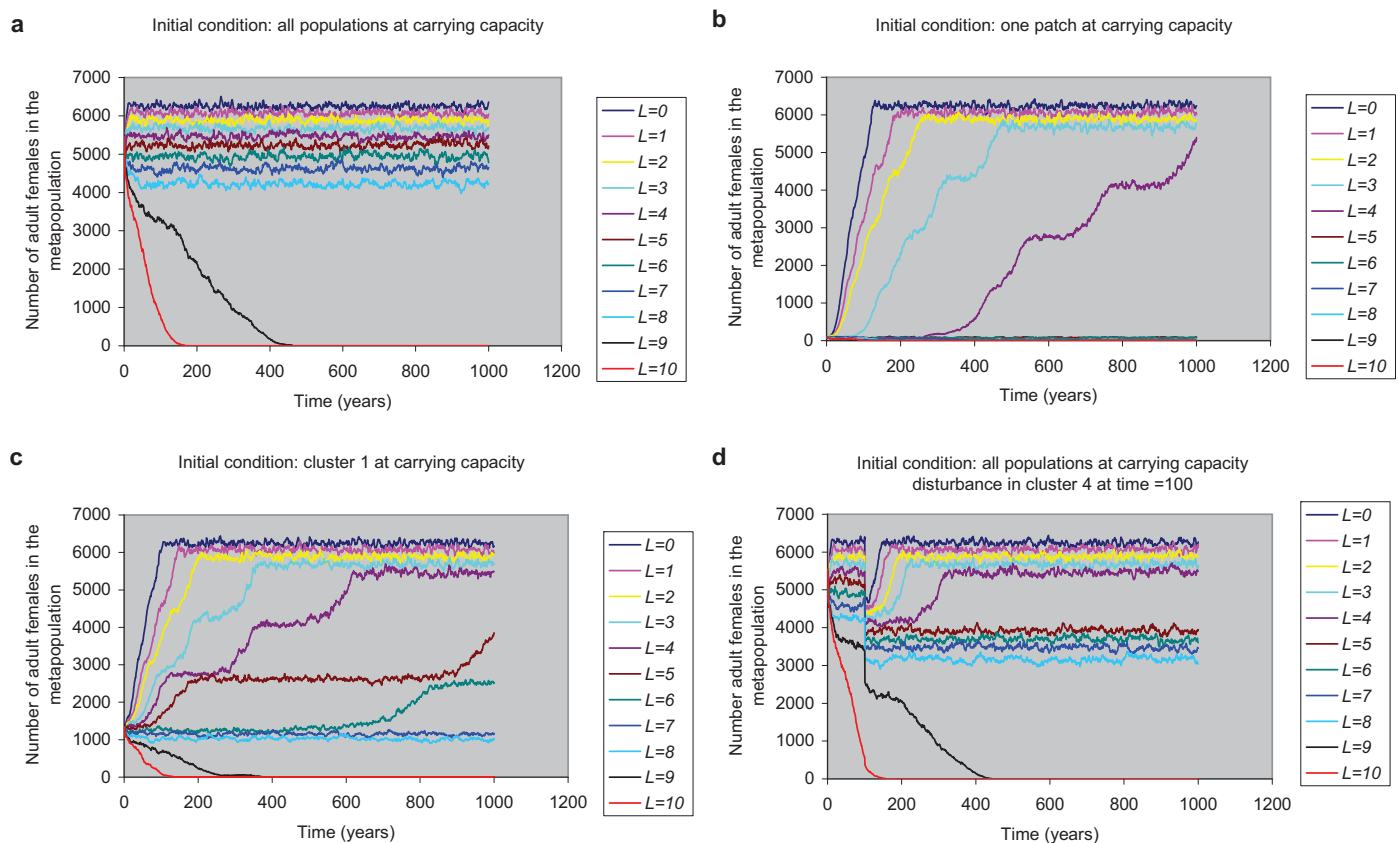 a
Initial condition: all populations at carrying capacity
Number of adult females in the
metapopulation
7000
6000
5000
4000
3000
2000
1000
0
0 200 400 600 800 1000 1200
Time (years)
L=0
L=1
L=2
L=3
L=4
L=5
L=6
L=7
L=8
L=9
L=10
b
Initial condition: one patch at carrying capacity
Number of adult females in the
metapopulation
7000
6000
5000
4000
3000
2000
1000
0
0 200 400 600 800 1000 1200
Time (years)
L=0
L=1
L=2
L=3
L=4
L=5
L=6
L=7
L=8
L=9
L=10
c
Initial condition: cluster 1 at carrying capacity
Number of adult females in the
metapopulation
7000
6000
5000
4000
3000
2000
1000
0
0 200 400 600 800 1000 1200
Time (years)
L=0
L=1
L=2
L=3
L=4
L=5
L=6
L=7
L=8
L=9
L=10
d
Initial condition: all populations at carrying capacity
disturbance in cluster 4 at time =100
Number adult females in the
metapopulation
7000
6000
5000
4000
3000
2000
1000
0
0 200 400 600 800 1000 1200
Time (years)
L=0
L=1
L=2
L=3
L=4
L=5
L=6
L=7
L=8
L=9
L=10